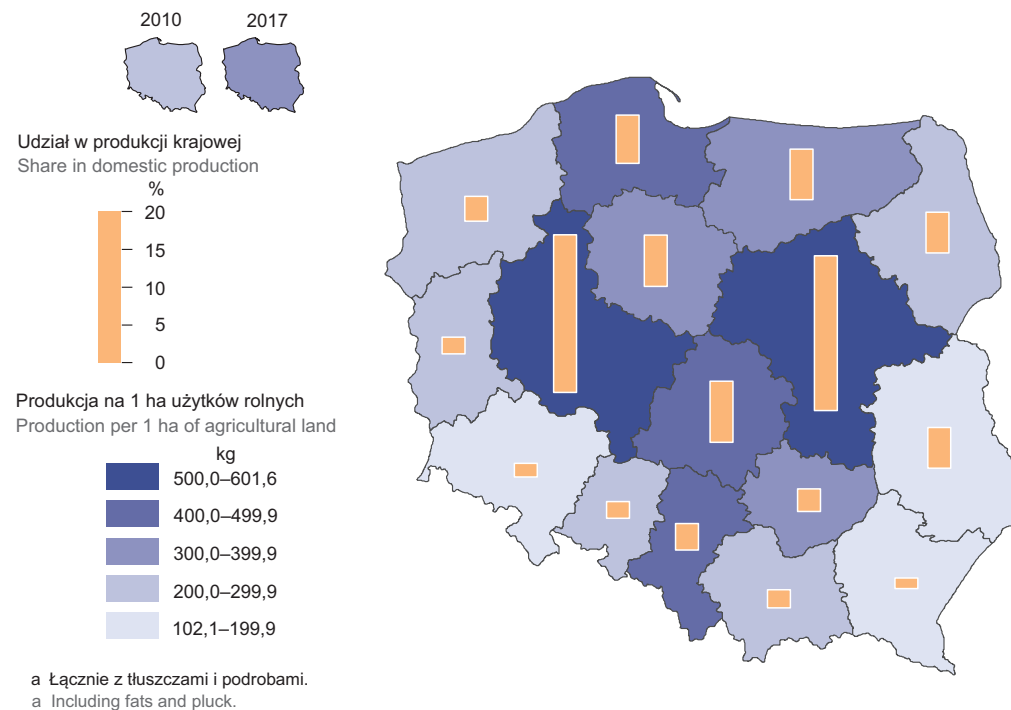 2010 2017
Udział w produkcji krajowej
Share in domestic production
%
20
15
10
5
0
Produkcja na 1 ha użytków rolnych
Production per 1 ha of agricultural land
kg
500,0–601,6
400,0–499,9
300,0–399,9
200,0–299,9
102,1–199,9
a Łącznie z tłuszczami i podrobami.
a Including fats and pluck.